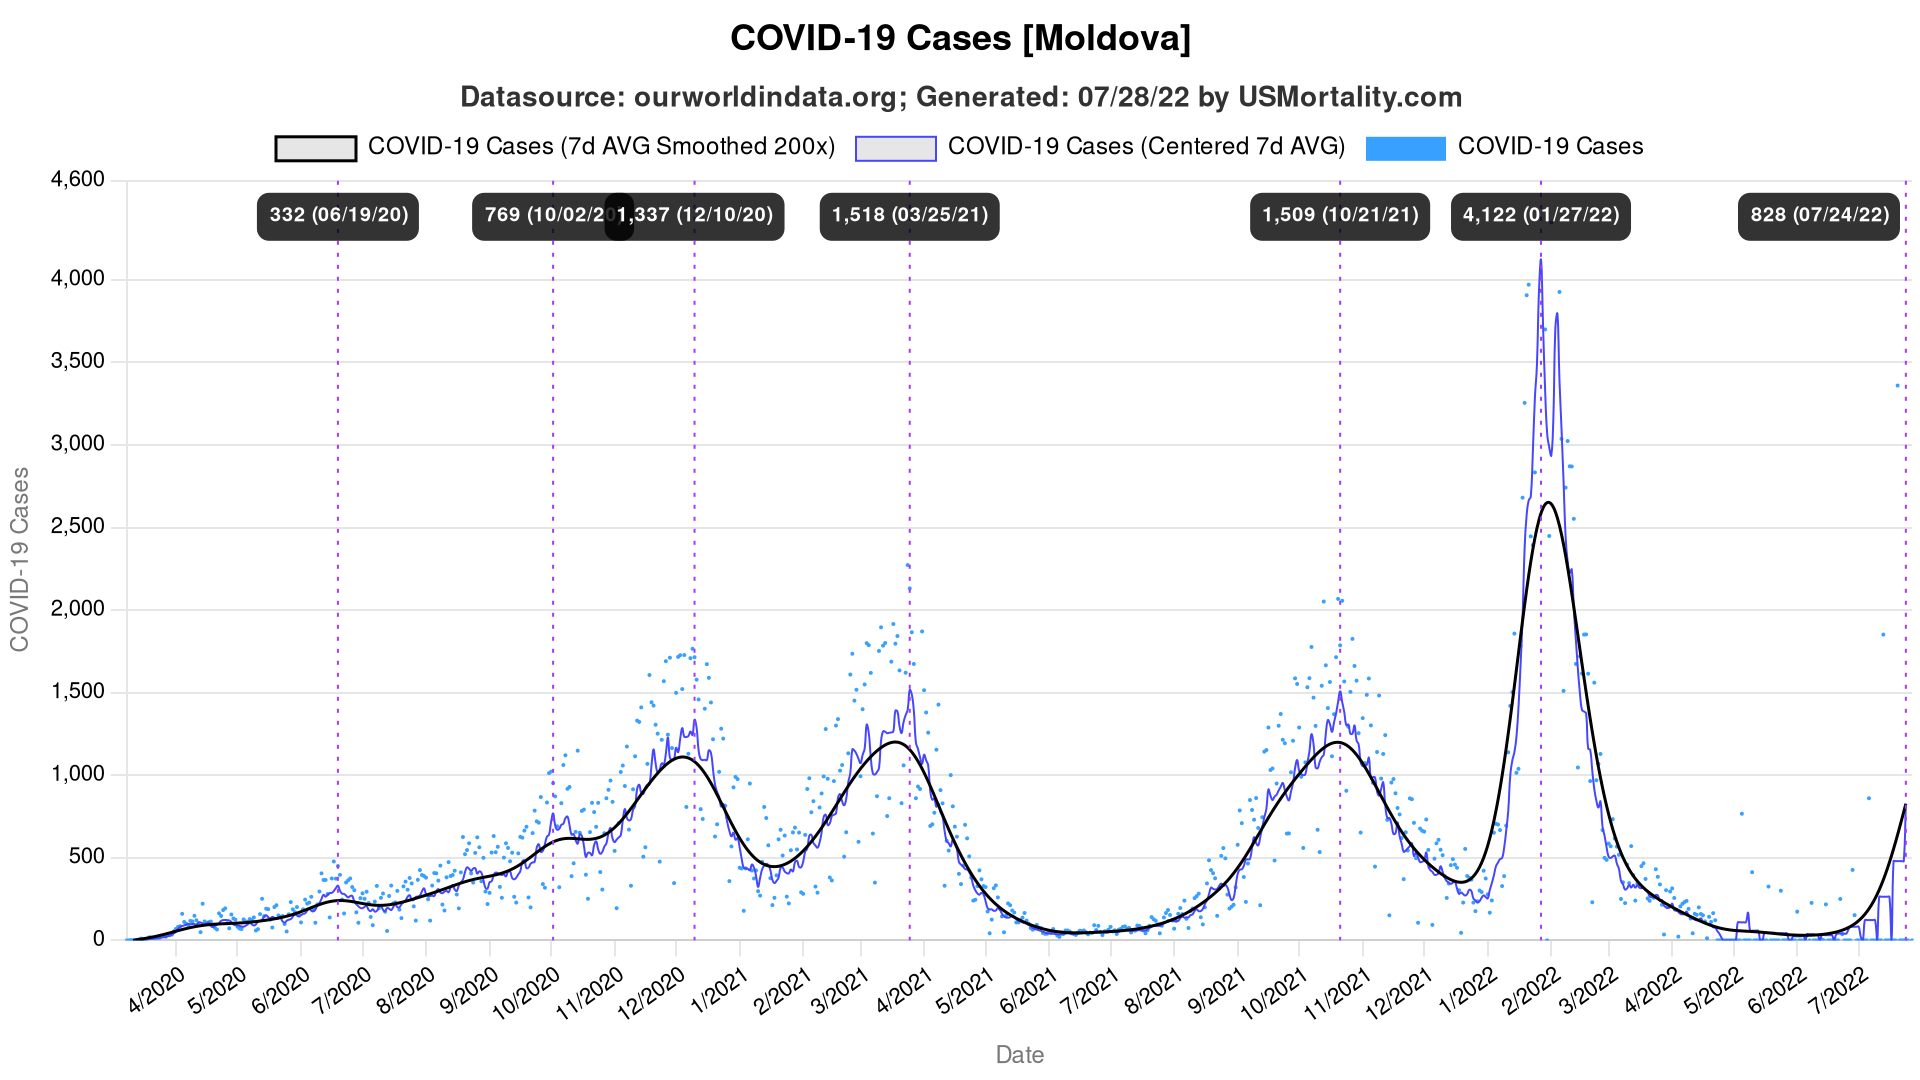 COVID-19 Cases [Moldova]
Datasource: ourworldindata.org; Generated: 07/28/22 by USMortality.com
COVID-19 Cases (7d AVG Smoothed 200x) COVID-19 Cases (Centered 7d AVG) COVID-19 Cases
332 (06/19/20) 769 (10/02/20) 1,337 (12/10/20) 1,518 (03/25/21) 1,509 (10/21/21) 4,122 (01/27/22) 828 (07/24/22)
4,600
4,000
3,500
3,000
2,500
2,000
1,500
1,000
500
0
COVID-19 Cases
4/2020 5/2020 6/2020 7/2020 8/2020 9/2020 10/2020 11/2020 12/2020 1/2021 2/2021 3/2021 4/2021 5/2021 6/2021 7/2021 8/2021 9/2021 10/2021 11/2021 12/2021 1/2022 2/2022 3/2022 4/2022 5/2022 6/2022 7/2022
Date